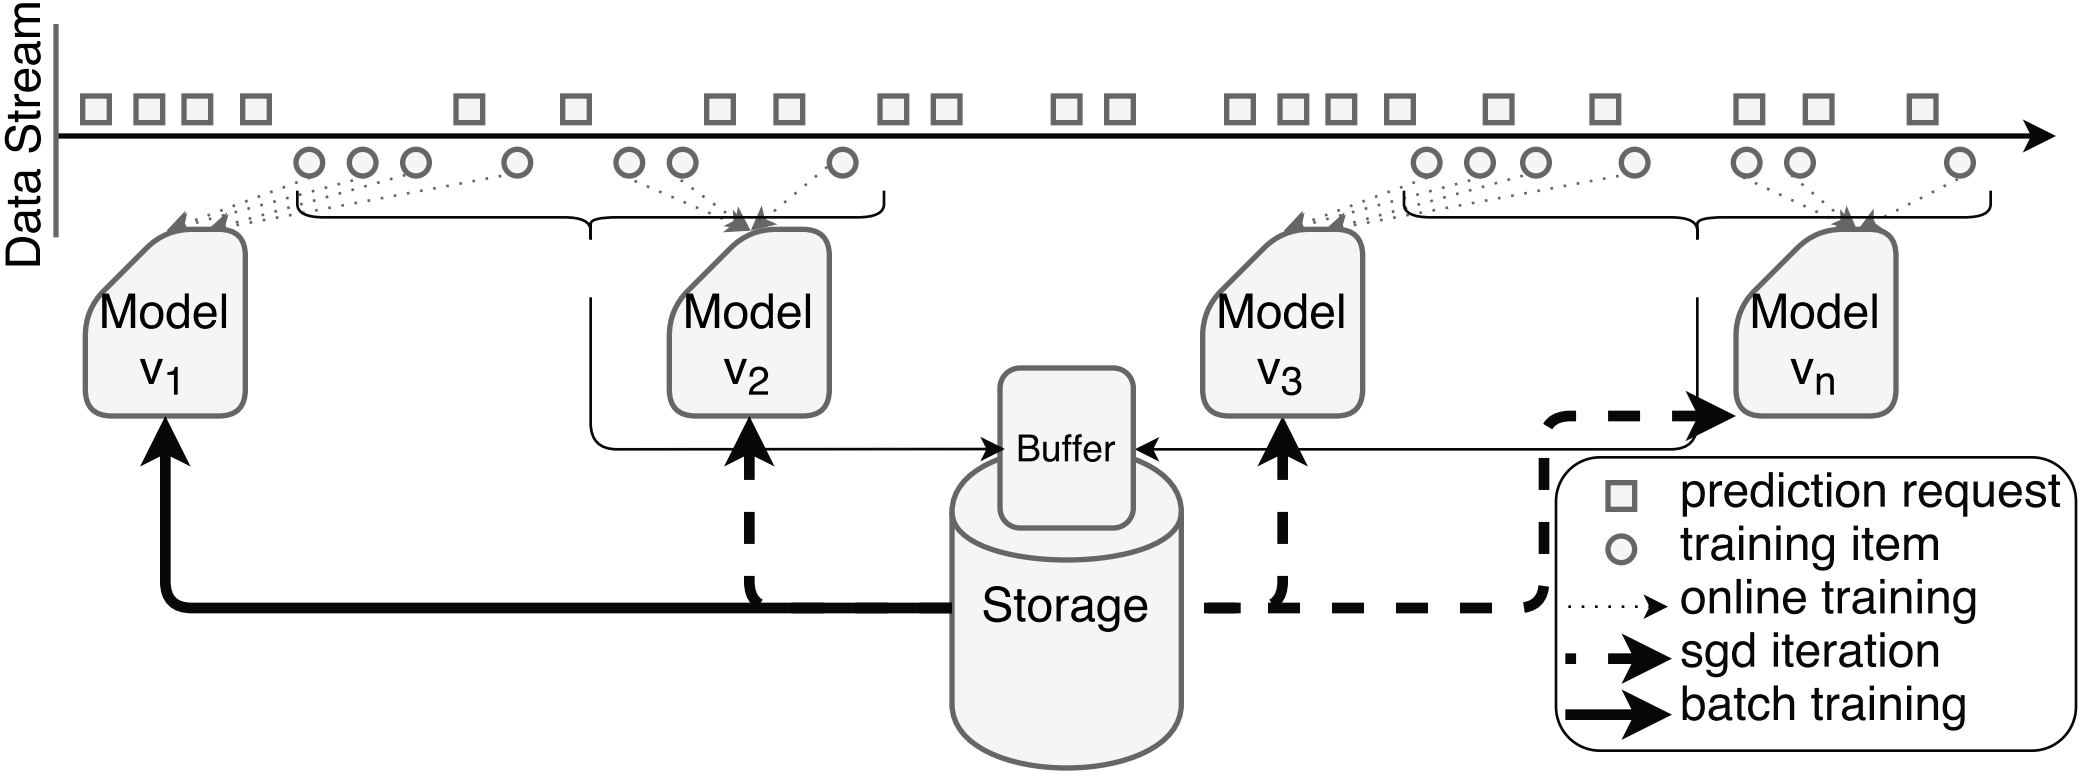 Data Stream
Model
v1
Model
v2
Model
v3
Model
vn
Buffer
Storage
prediction request
training item
online training
sgd iteration
batch training